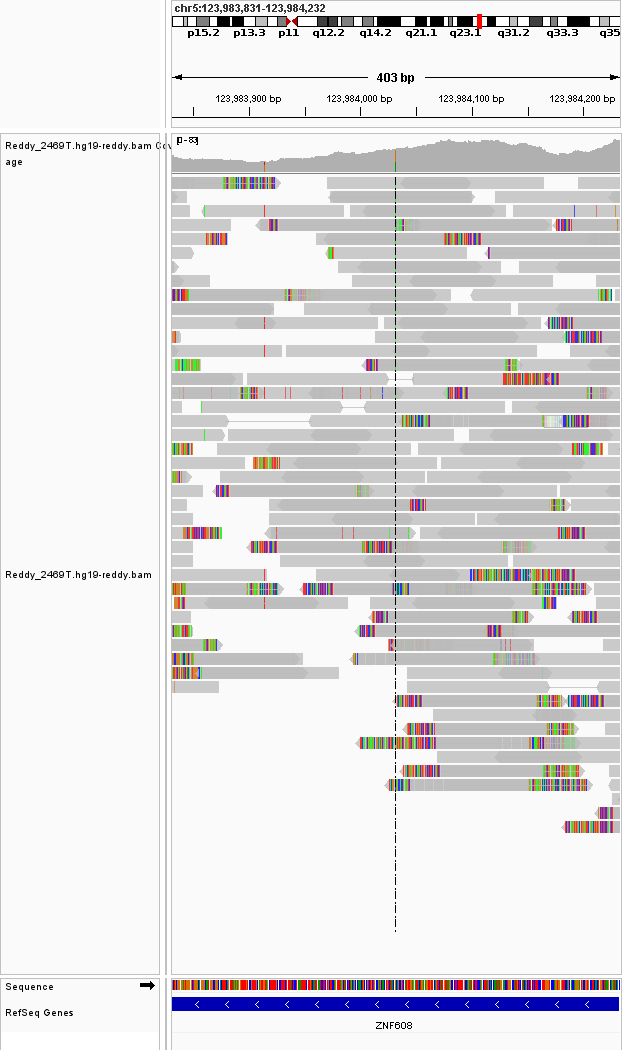 chr5:123,983,831-123,984,232
p15.2 p13.3 p11 q12.2 q14.2 q21.1 q23.1 q31.2 q33.3 q35
403 bp
123,983,900 bp 123,984,000 bp 123,984,100 bp 123,984,200 bp
Reddy_2469T.hg19-reddy.bam Cov
age
[0 - 83]
Reddy_2469T.hg19-reddy.bam
Sequence
RefSeq Genes
ZNF608